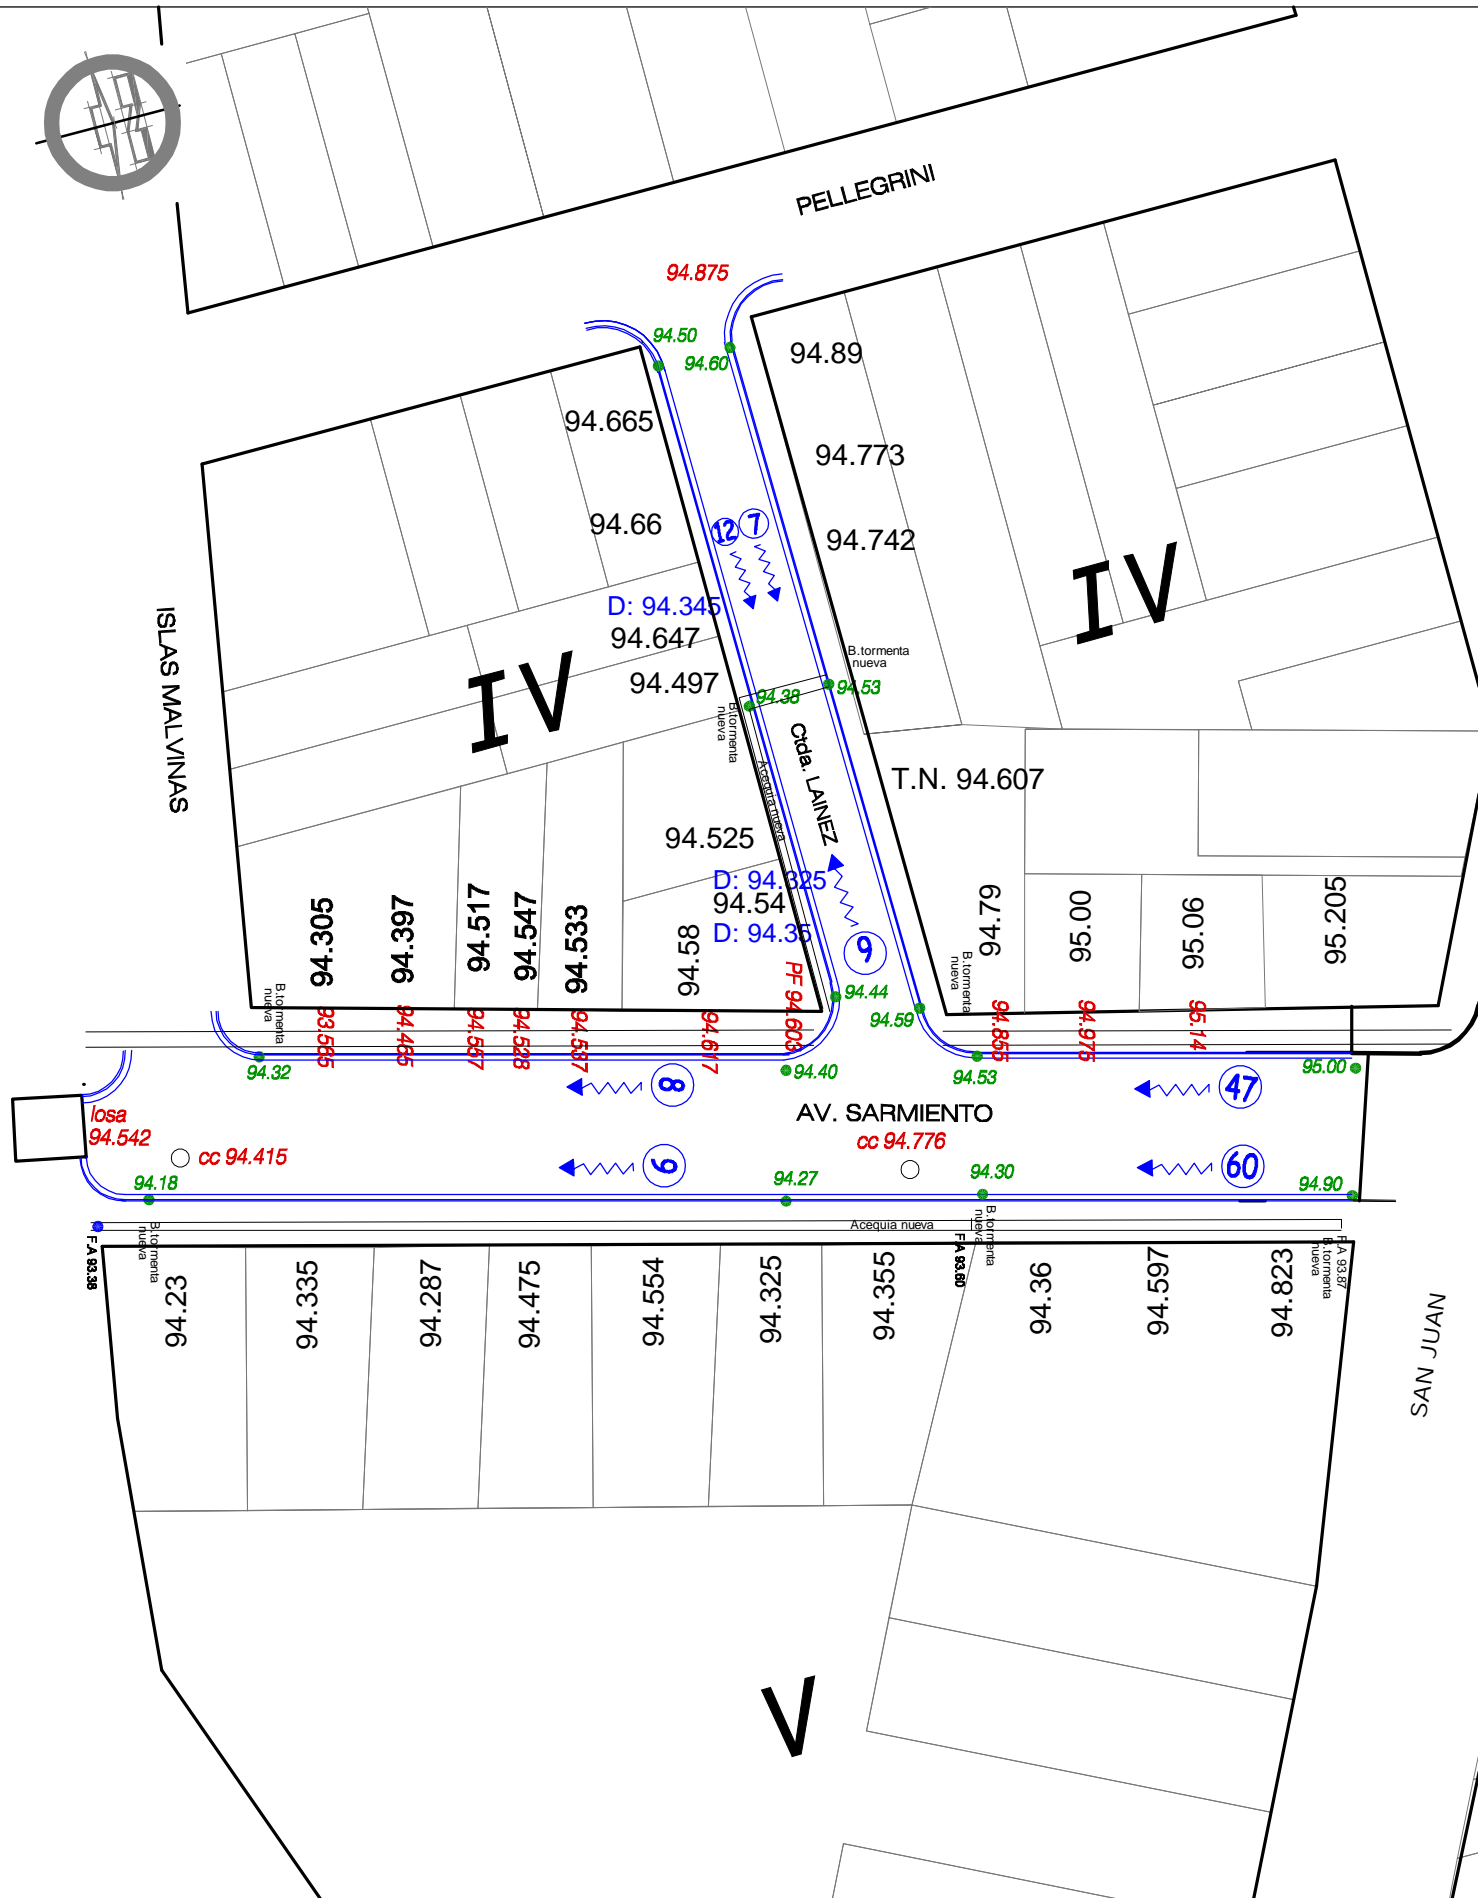 PELLEGRINI
94.875
94.50
94.60
94.89
94.665
94.773
94.66
12
7
94.742
IV
D: 94.345
94.647
94.497
IV
ISLAS MALVINAS
B.tormenta
nueva
94.38
94.53
B.tormenta
nueva
Acequia nueva
Ctda. LAINEZ
T.N. 94.607
94.525
D: 94.325
94.54
D: 94.35
9
94.305
94.397
94.517
94.547
94.533
94.58
94.79
95.00
95.06
95.205
B.tormenta
nueva
B.tormenta
nueva
93.565
94.465
94.557
94.528
94.537
94.617
PF 94.603
94.44
94.59
94.855
94.975
95.14
94.32
94.40
94.53
95.00
8
47
AV. SARMIENTO
losa
94.542
cc 94.415
cc 94.776
6
60
94.18
94.27
94.30
94.90
Acequia nueva
F.A 93.38
B.tormenta
nueva
F.A 93.60
B.tormenta
nueva
F.A 93.87
B.tormenta
nueva
94.23
94.335
94.287
94.475
94.554
94.325
94.355
94.36
94.597
94.823
SAN JUAN
V